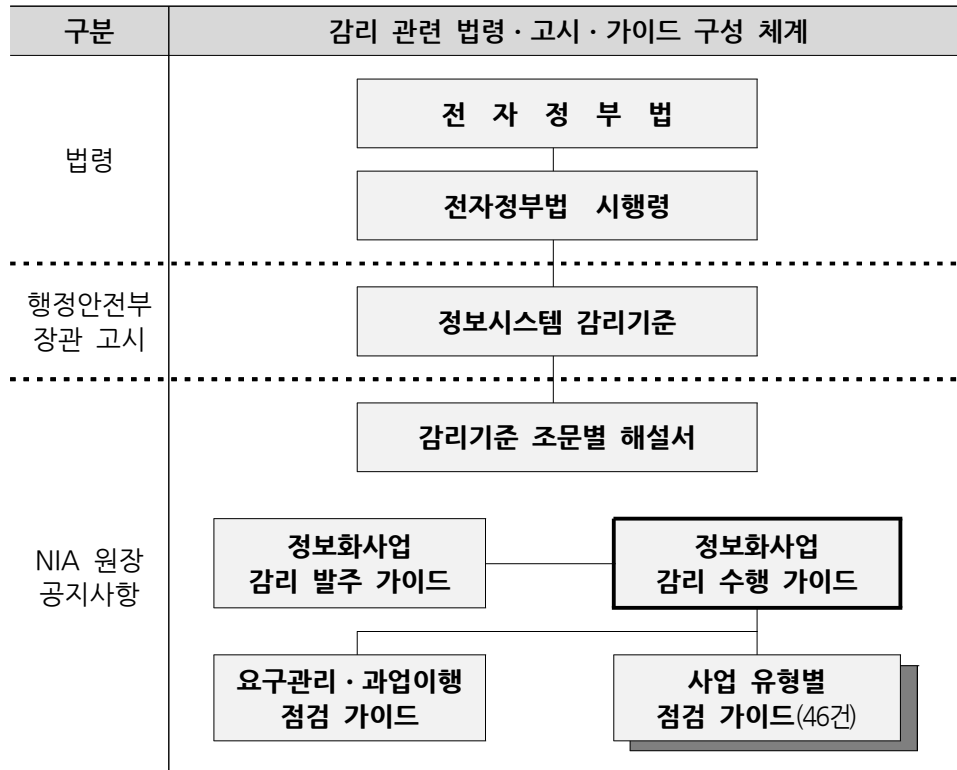 구분
감리 관련 법령·고시·가이드 구성 체계
법령
전 자 정 부 법
전자정부법 시행령
행정안전부
장관 고시
정보시스템 감리기준
NIA 원장
공지사항
감리기준 조문별 해설서
정보화사업
감리 발주 가이드
정보화사업
감리 수행 가이드
요구관리·과업이행
점검 가이드
사업 유형별
점검 가이드(46건)